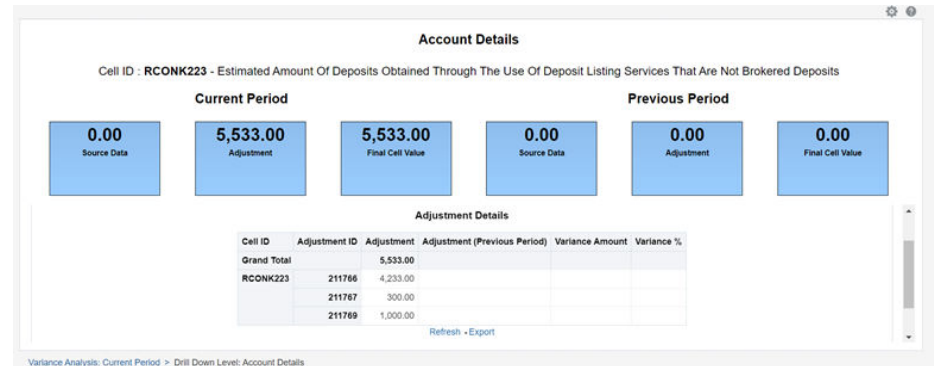 Account Details
Cell ID : RCONK223 - Estimated Amount Of Deposits Obtained Through The Use Of Deposit Listing Services That Are Not Brokered Deposits
Current Period Previous Period
0.00 5,533.00 5,533.00 0.00 0.00 0.00
Source Data Adjustment Final Cell Value Source Data Adjustment Final Cell Value
Adjustment Details
Cell ID Adjustment ID Adjustment Adjustment (Previous Period) Variance Amount Variance %
Grand Total 5,533.00
RCONK223 211766 4,233.00
211767 300.00
211769 1,000.00
Refresh - Export
Variance Analysis: Current Period > Drill Down Level: Account Details